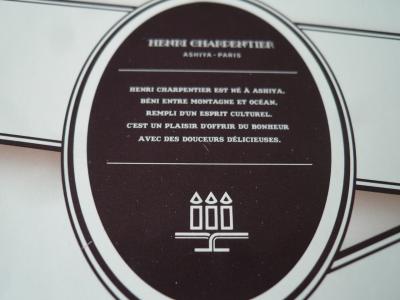 HENRI CHARPENTIER
ASHIYA - PARIS
HENRI CHARPENTIER EST NÉ À ASHIYA,
BÉNI ENTRE MONTAGNE ET OCÉAN,
REMPLI D'UN ESPRIT CULTUREL.
C'EST UN PLAISIR D'OFFRIR DU BONHEUR
AVEC DES DOUCEURS DÉLICIEUSES.